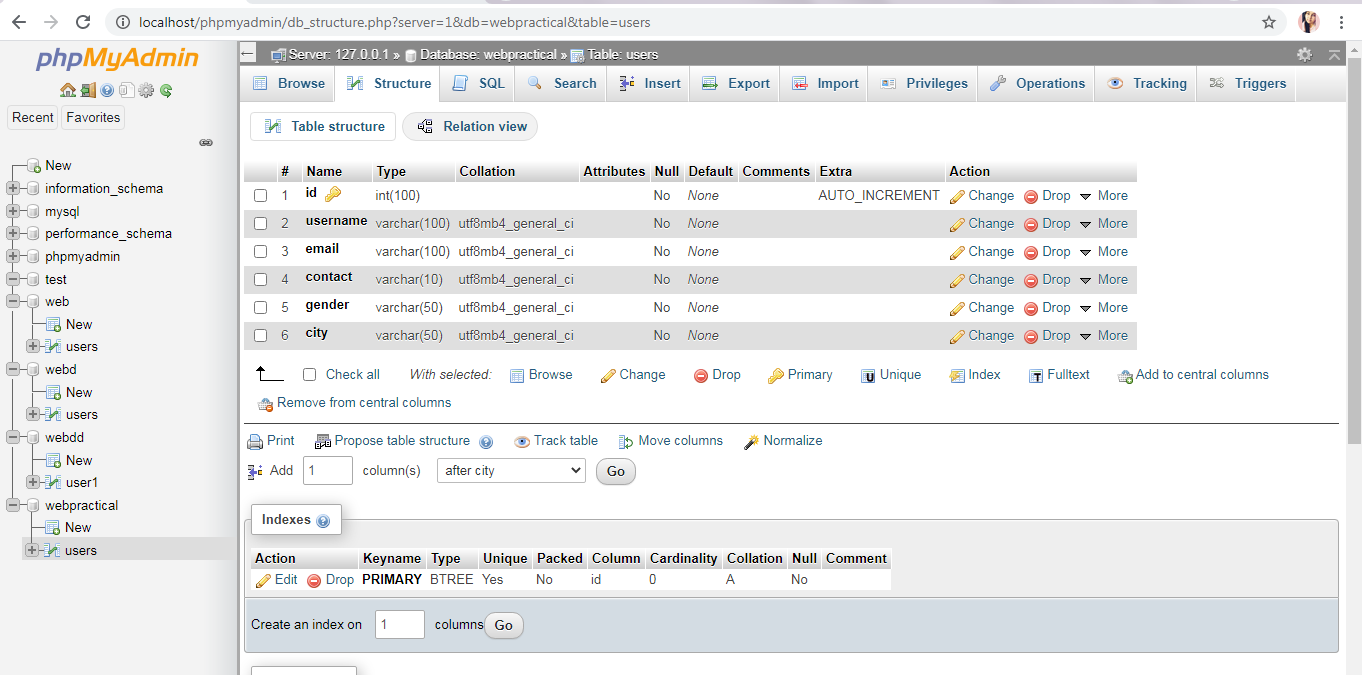 localhost/phpmyadmin/db_structure.php?server=1&db=webpractical&table=users
phpMyAdmin
Recent Favorites
New
information_schema
mysql
performance_schema
phpmyadmin
test
web
New
users
webd
New
users
webdd
New
user1
webpractical
New
users
Server: 127.0.0.1 » Database: webpractical » Table: users
Browse Structure SQL Search Insert Export Import Privileges Operations Tracking Triggers
Table structure Relation view
# Name Type Collation Attributes Null Default Comments Extra Action
1 id int(100) No None AUTO_INCREMENT Change Drop More
2 username varchar(100) utf8mb4_general_ci No None Change Drop More
3 email varchar(100) utf8mb4_general_ci No None Change Drop More
4 contact varchar(10) utf8mb4_general_ci No None Change Drop More
5 gender varchar(50) utf8mb4_general_ci No None Change Drop More
6 city varchar(50) utf8mb4_general_ci No None Change Drop More
Check all With selected: Browse Change Drop Primary Unique Index Fulltext Add to central columns
Remove from central columns
Print Propose table structure Track table Move columns Normalize
Add 1 column(s) after city Go
Indexes
Action Keyname Type Unique Packed Column Cardinality Collation Null Comment
Edit Drop PRIMARY BTREE Yes No id 0 A No
Create an index on 1 columns Go